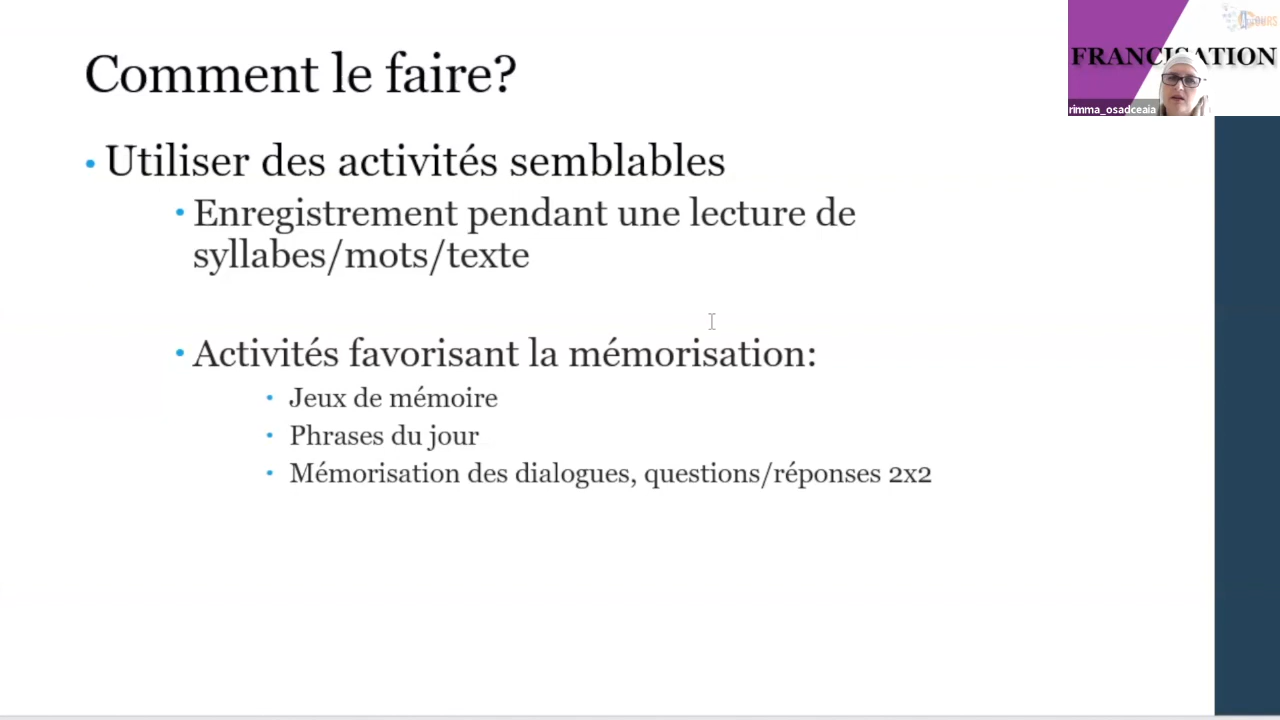 Comment le faire?
• Utiliser des activités semblables
• Enregistrement pendant une lecture de
syllabes/mots/texte
• Activités favorisant la mémorisation:
• Jeux de mémoire
• Phrases du jour
• Mémorisation des dialogues, questions/réponses 2x2
FRANCISATION
rimma_osadceaia